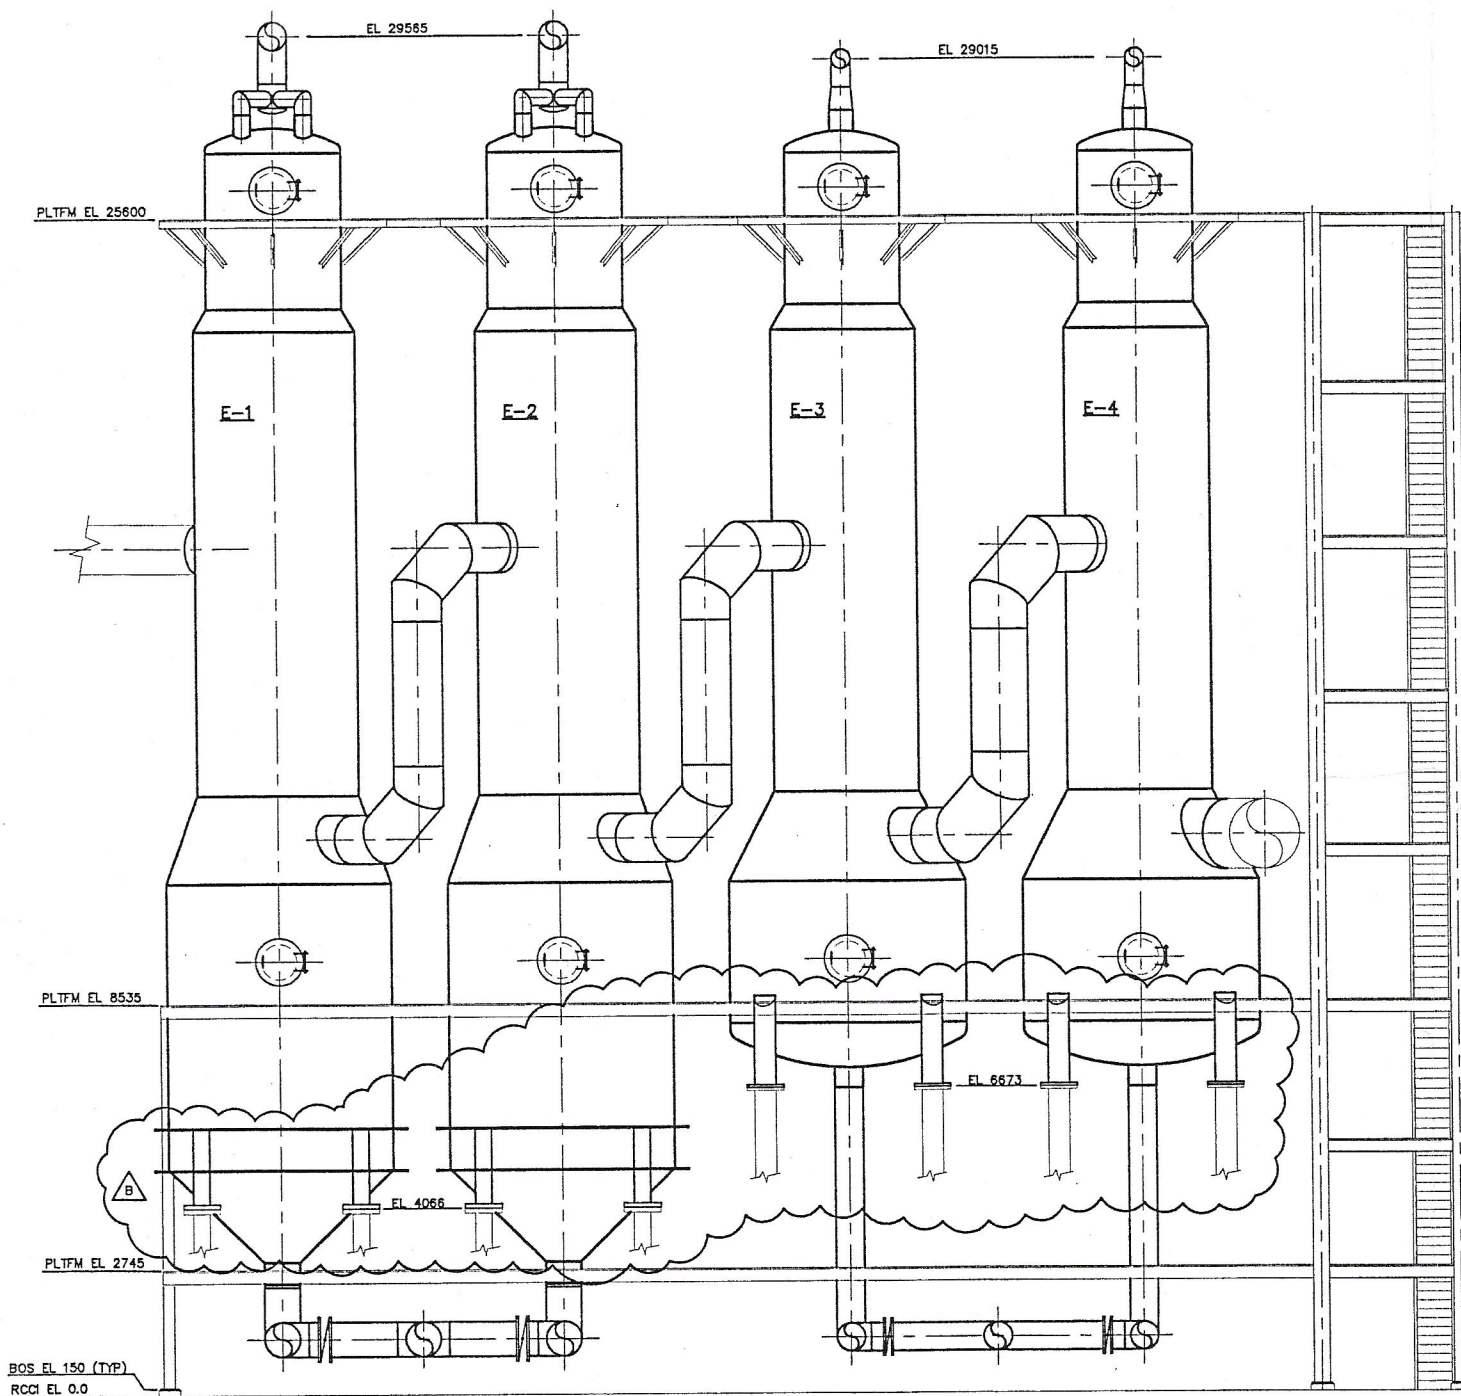 EL 29565
EL 29015
PLTFM EL 25600
E-1
E-2
E-3
E-4
PLTFM EL 8535
EL 6673
B
EL 4066
PLTFM EL 2745
BOS EL 150 (TYP)
RCCI EL 0.0